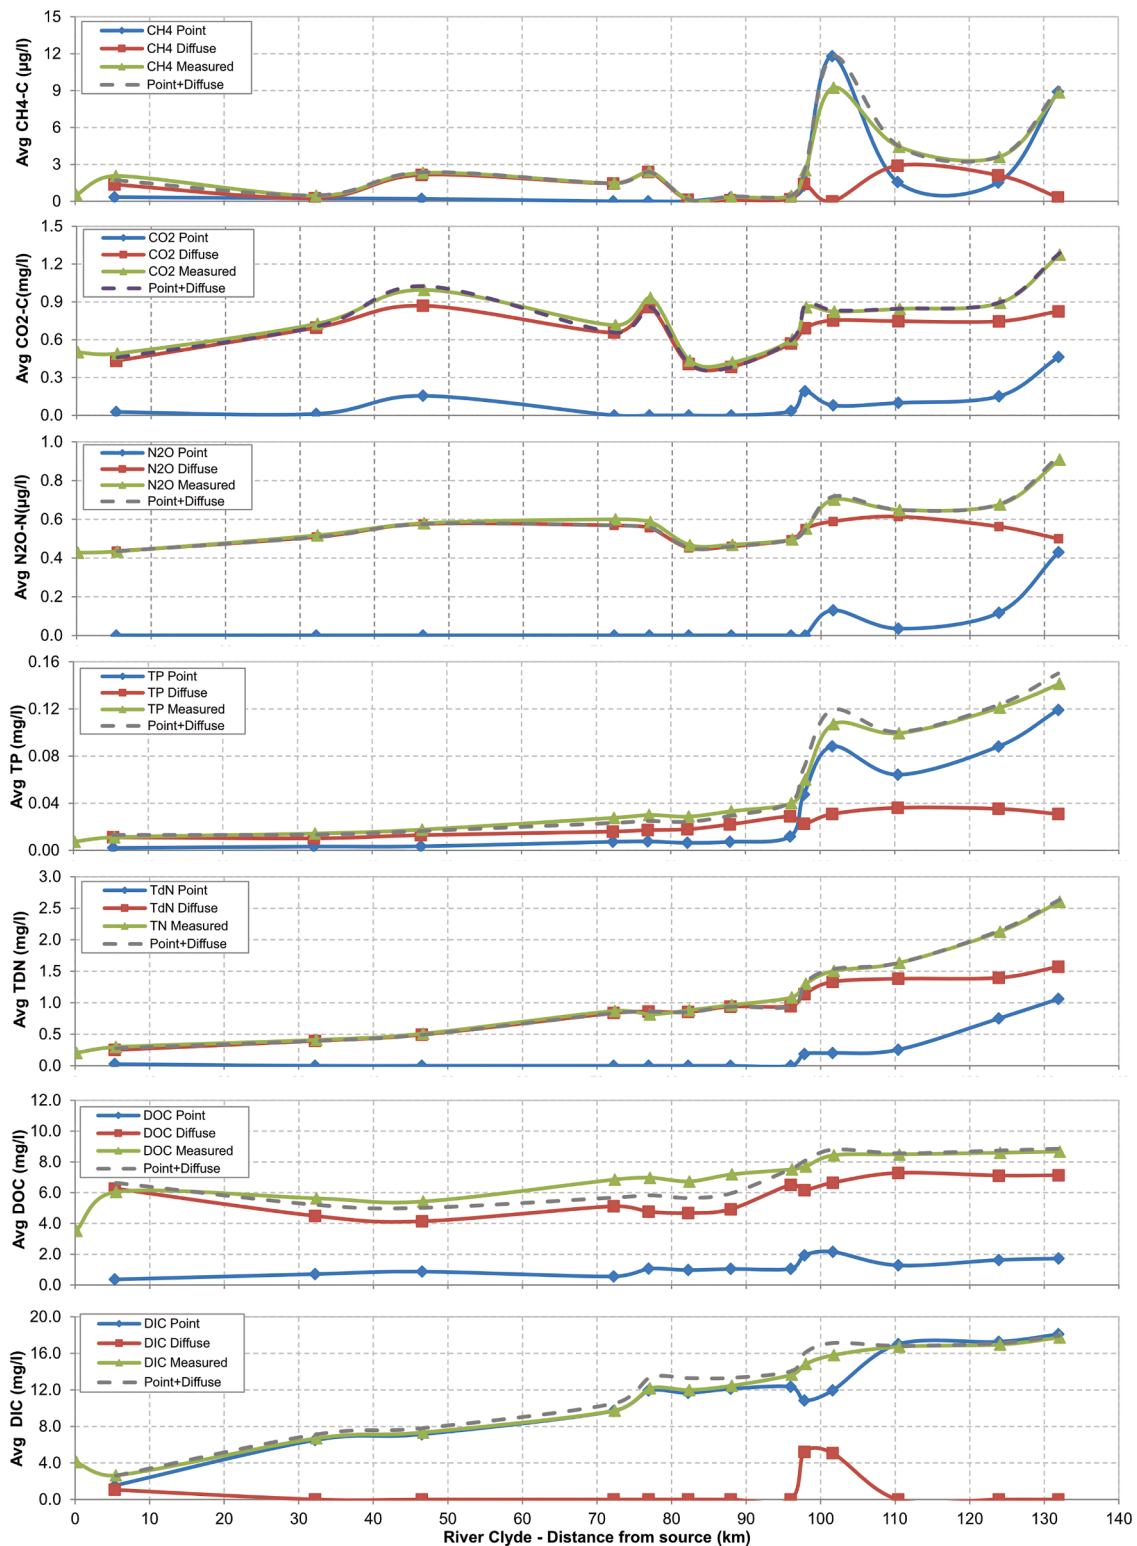 Avg CH4-C (µg/l)
15
12
9
6
3
0
CH4 Point
CH4 Diffuse
CH4 Measured
Point+Diffuse
Avg CO2-C(mg/l)
1.5
1.2
0.9
0.6
0.3
0.0
CO2 Point
CO2 Diffuse
CO2 Measured
Point+Diffuse
Avg N2O-N(µg/l)
1.0
0.8
0.6
0.4
0.2
0.0
N2O Point
N2O Diffuse
N2O Measured
Point+Diffuse
Avg TP (mg/l)
0.16
0.12
0.08
0.04
0.00
TP Point
TP Diffuse
TP Measured
Point+Diffuse
Avg TDN (mg/l)
3.0
2.5
2.0
1.5
1.0
0.5
0.0
TdN Point
TdN Diffuse
TN Measured
Point+Diffuse
Avg DOC (mg/l)
12.0
10.0
8.0
6.0
4.0
2.0
0.0
DOC Point
DOC Diffuse
DOC Measured
Point+Diffuse
Avg DIC (mg/l)
20.0
16.0
12.0
8.0
4.0
0.0
DIC Point
DIC Diffuse
DIC Measured
Point+Diffuse
0 10 20 30 40 50 60 70 80 90 100 110 120 130 140
River Clyde - Distance from source (km)